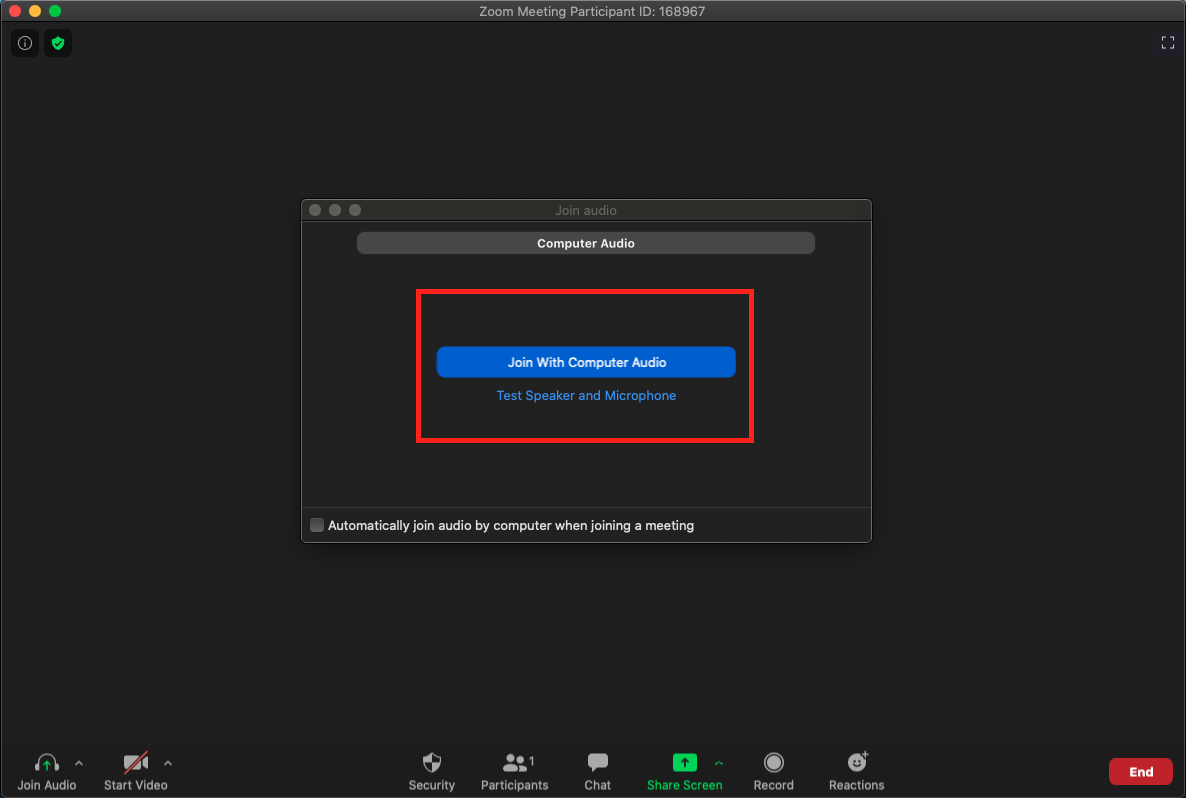 Zoom Meeting Participant ID: 168967
Join audio
Computer Audio
Join With Computer Audio
Test Speaker and Microphone
Automatically join audio by computer when joining a meeting
1
Join Audio
Start Video
Security
Participants
Chat
Share Screen
Record
Reactions
End